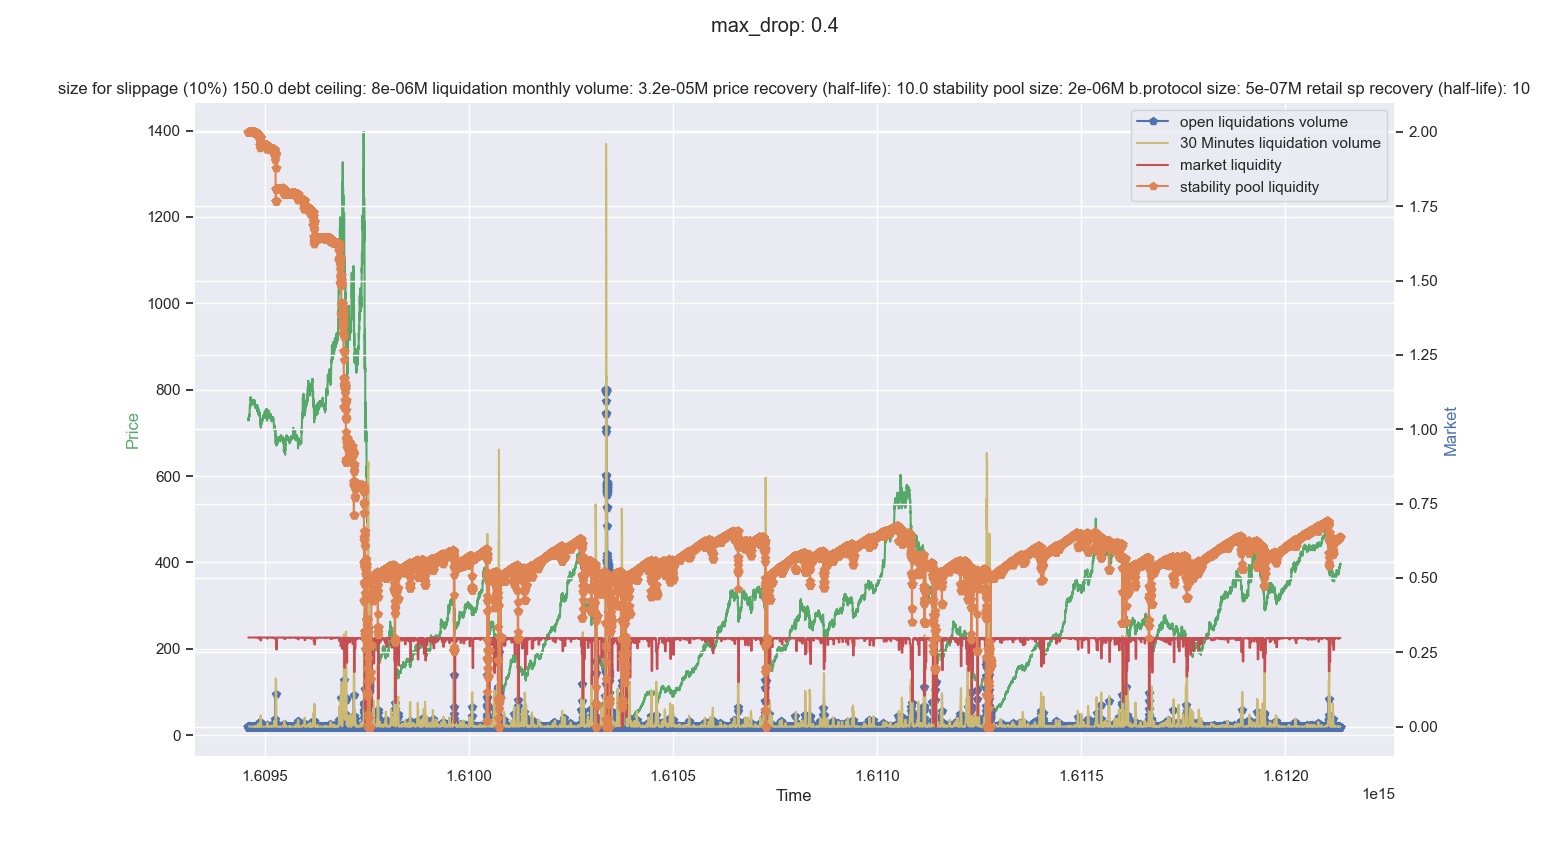 max_drop: 0.4
size for slippage (10%) 150.0 debt ceiling: 8e-06M liquidation monthly volume: 3.2e-05M price recovery (half-life): 10.0 stability pool size: 2e-06M b.protocol size: 5e-07M retail sp recovery (half-life): 10
open liquidations volume
30 Minutes liquidation volume
market liquidity
stability pool liquidity
1400
1200
1000
800
600
400
200
0
Price
2.00
1.75
1.50
1.25
1.00
0.75
0.50
0.25
0.00
Market
1.6095
1.6100
1.6105
1.6110
1.6115
1.6120
Time
1e15